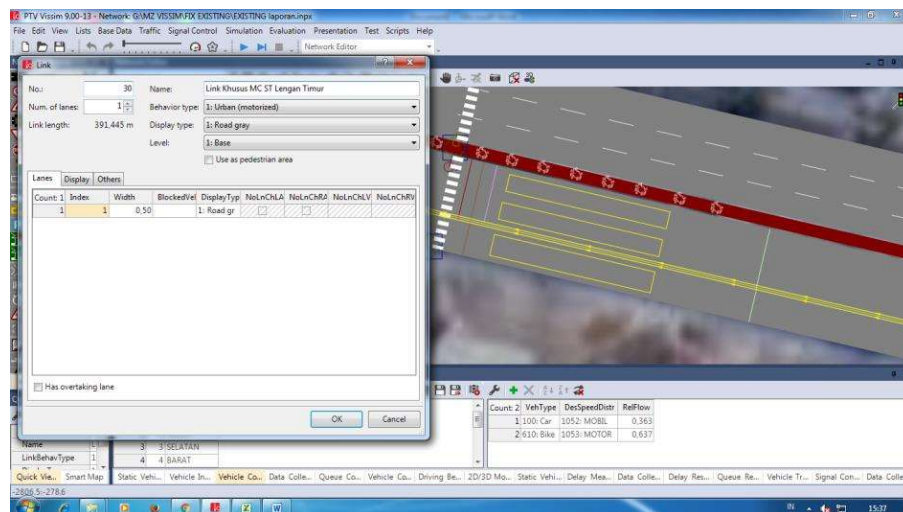 PTV Vissim 9.00-13 - Network: G:\MZ VISSIM\FIX EXISTING\EXISTING laporan.inpx
File Edit View Lists Base Data Traffic Signal Control Simulation Evaluation Presentation Test Scripts Help
Network Editor
Link
No.: 30 Name: Link Khusus MC ST Lengan Timur
Num. of lanes: 1 Behavior type: 1: Urban (motorized)
Link length: 391.445 m Display type: 1: Road gray
Level: 1: Base
Use as pedestrian area
Lanes Display Others
Count: 1 Index Width BlockedVel DisplayTyp NoLnChLA NoLnChRA NoLnChLV NoLnChRV
1 1 0,50 1: Road gr
Has overtaking lane
OK Cancel
Count: 2 VehType DesSpeedDistr RelFlow
1 100: Car 1052: MOBIL 0,363
2 610: Bike 1053: MOTOR 0,637
Name 3 3 SELATAN
LinkBehavType 1 4 4 BARAT
Quick Vie... Smart Map Static Vehi... Vehicle In... Vehicle Co... Data Colle... Queue Co... Vehicle Co... Driving Be... 2D/3D Mo... Static Vehi... Delay Mea... Data Colle... Delay Res... Queue Re... Vehicle Tr... Signal Con... Data Colle
-2806.5:-278.6
IN 15:37